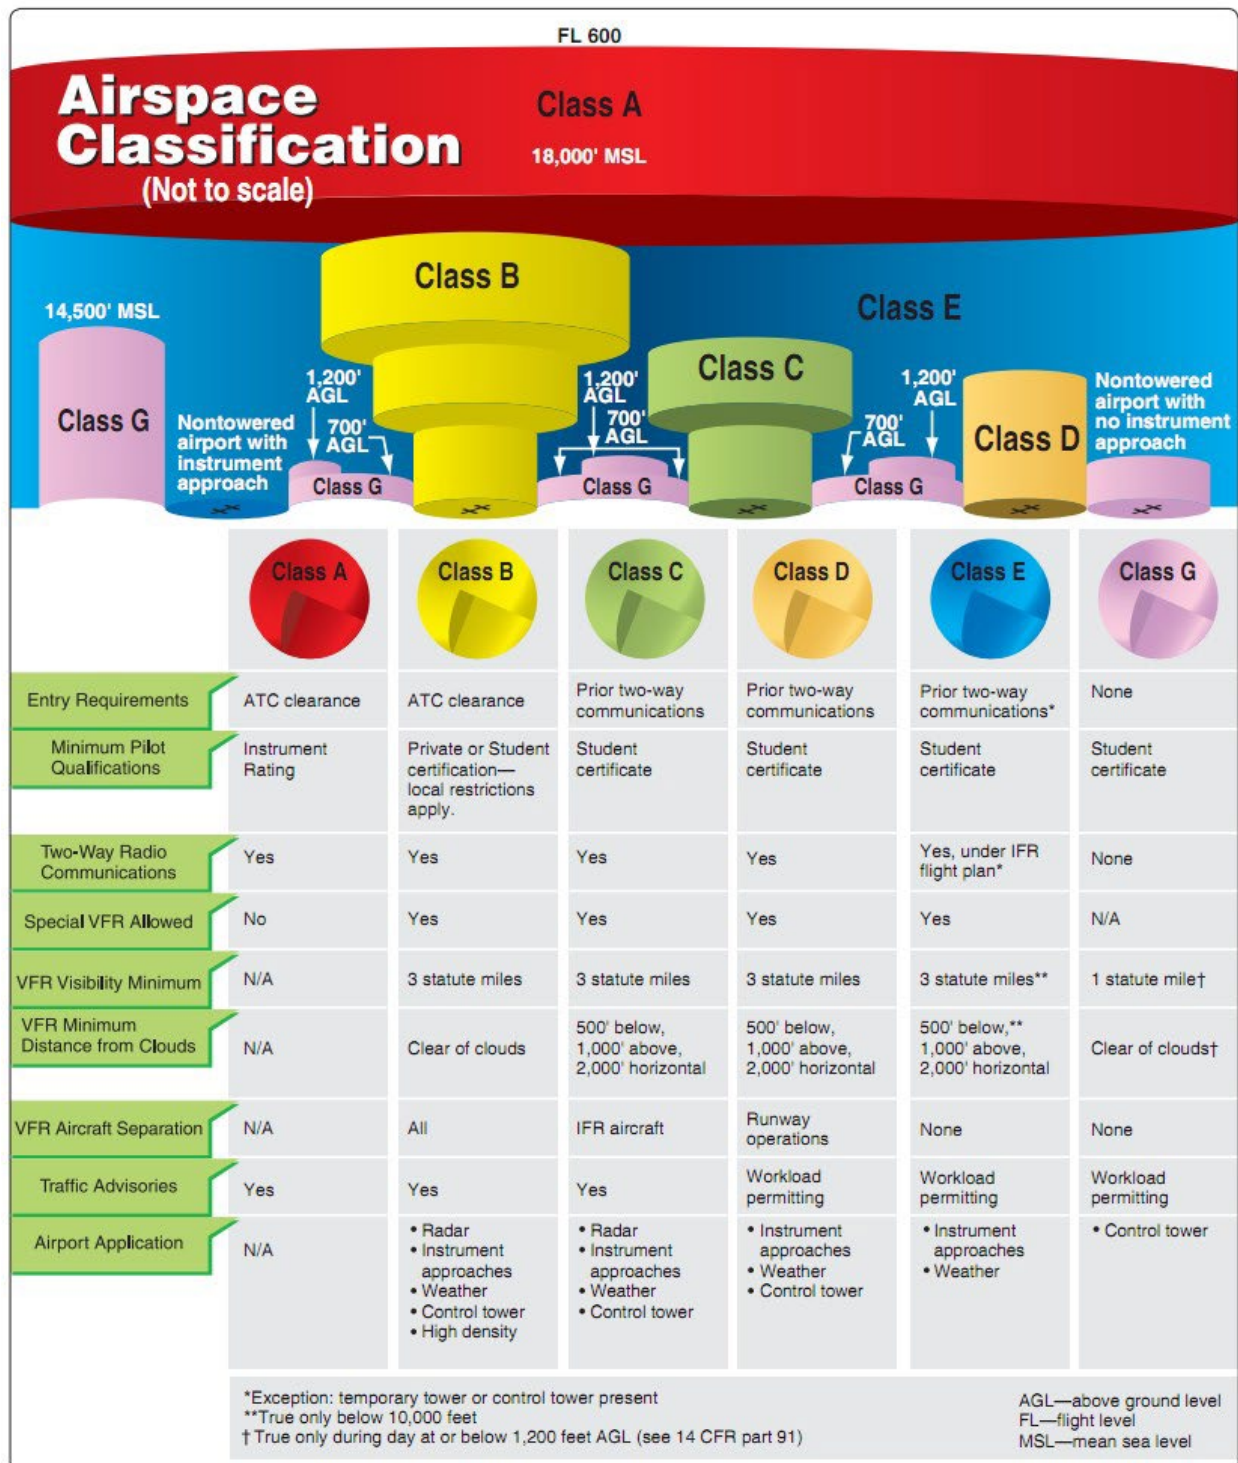 FL 600
Airspace
Classification
(Not to scale)
Class A
18,000' MSL
Class B
Class E
14,500' MSL
Class G
Nontowered
airport with
instrument
approach
1,200'
AGL
700'
AGL
Class G
1,200'
AGL
700'
AGL
Class G
Class C
700'
AGL
1,200'
AGL
Class G
Class D
Nontowered
airport with
no instrument
approach
Class A
Class B
Class C
Class D
Class E
Class G
Entry Requirements
ATC clearance
ATC clearance
Prior two-way
communications
Prior two-way
communications
Prior two-way
communications*
None
Minimum Pilot
Qualifications
Instrument
Rating
Private or Student
certification—
local restrictions
apply.
Student
certificate
Student
certificate
Student
certificate
Student
certificate
Two-Way Radio
Communications
Yes
Yes
Yes
Yes
Yes, under IFR
flight plan*
None
Special VFR Allowed
No
Yes
Yes
Yes
Yes
N/A
VFR Visibility Minimum
N/A
3 statute miles
3 statute miles
3 statute miles
3 statute miles**
1 statute mile†
VFR Minimum
Distance from Clouds
N/A
Clear of clouds
500' below,
1,000' above,
2,000' horizontal
500' below,
1,000' above,
2,000' horizontal
500' below,**
1,000' above,
2,000' horizontal
Clear of clouds†
VFR Aircraft Separation
N/A
All
IFR aircraft
Runway
operations
None
None
Traffic Advisories
Yes
Yes
Yes
Workload
permitting
Workload
permitting
Workload
permitting
Airport Application
N/A
• Radar
• Instrument
approaches
• Weather
• Control tower
• High density
• Radar
• Instrument
approaches
• Weather
• Control tower
• Instrument
approaches
• Weather
• Control tower
• Instrument
approaches
• Weather
• Control tower
*Exception: temporary tower or control tower present
**True only below 10,000 feet
† True only during day at or below 1,200 feet AGL (see 14 CFR part 91)
AGL—above ground level
FL—flight level
MSL—mean sea level